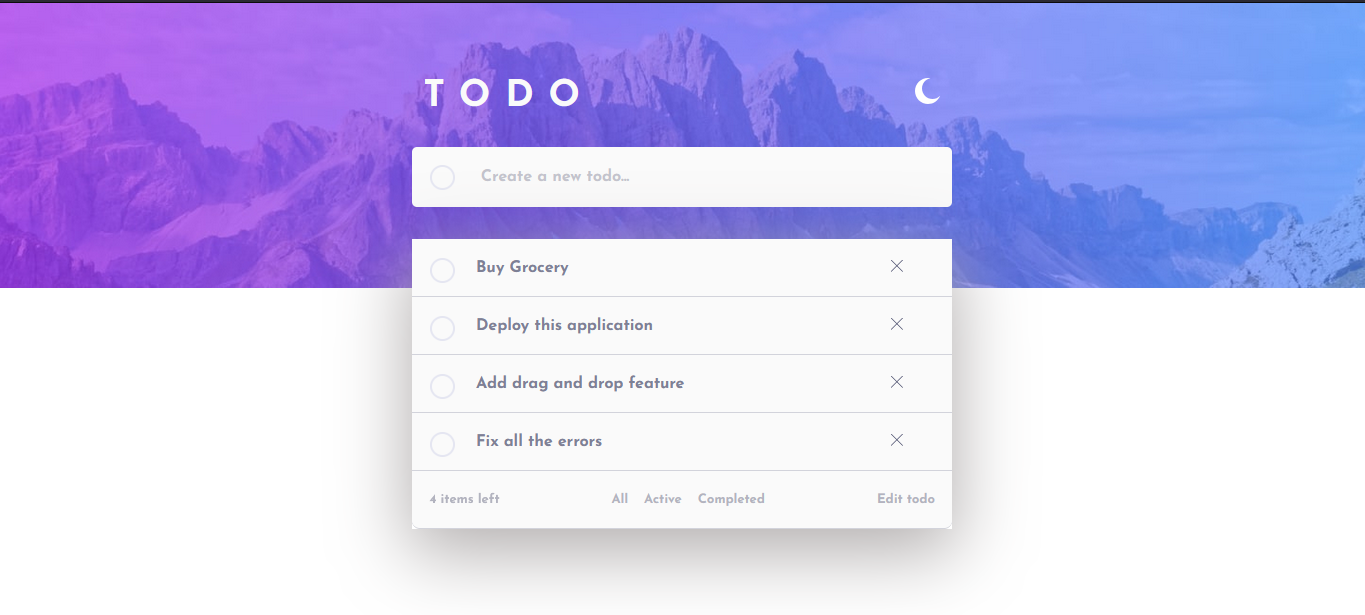 TODO
Create a new todo...
Buy Grocery
Deploy this application
Add drag and drop feature
Fix all the errors
4 items left All Active Completed Edit todo